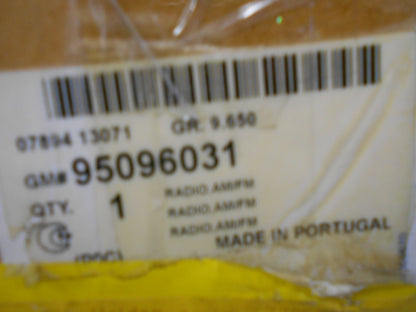 07894 13071 GR. 9.650
GM# 95096031
QTY. 1 RADIO,AM/FM
RADIO,AM/FM
RADIO,AM/FM
MADE IN PORTUGAL
(PDC)